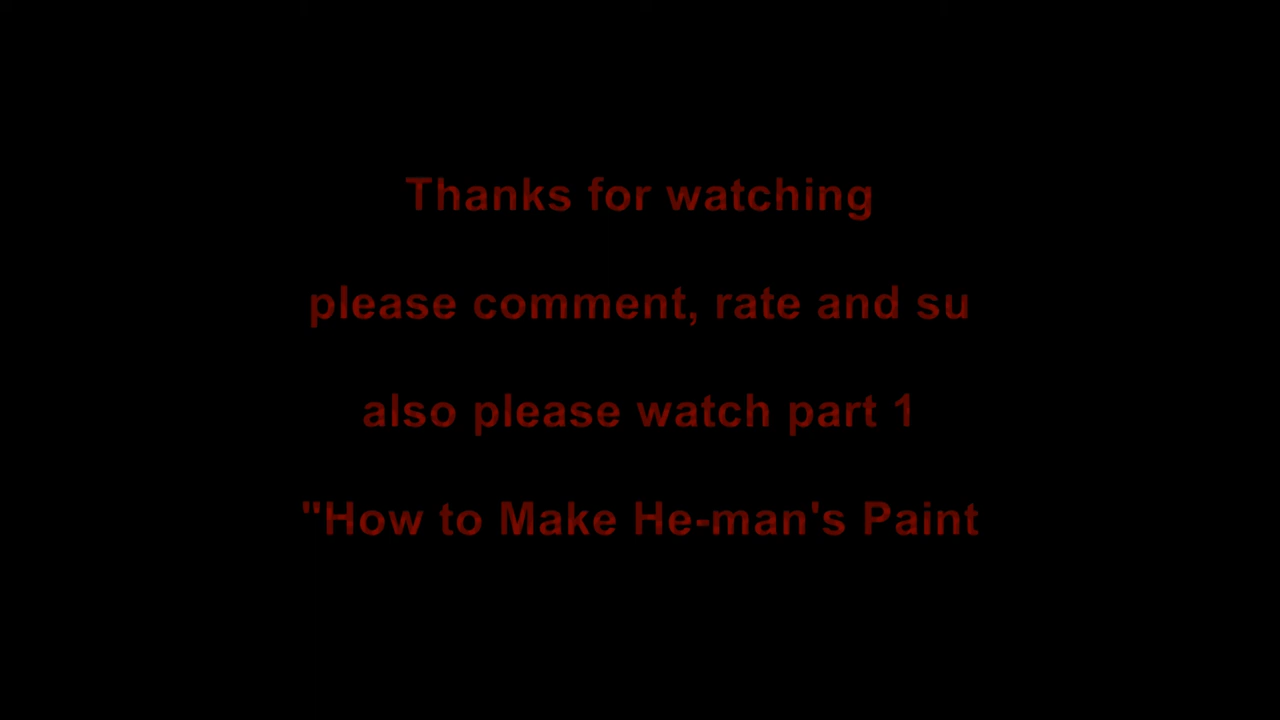 Thanks for watching
please comment, rate and su
also please watch part 1
"How to Make He-man's Paint